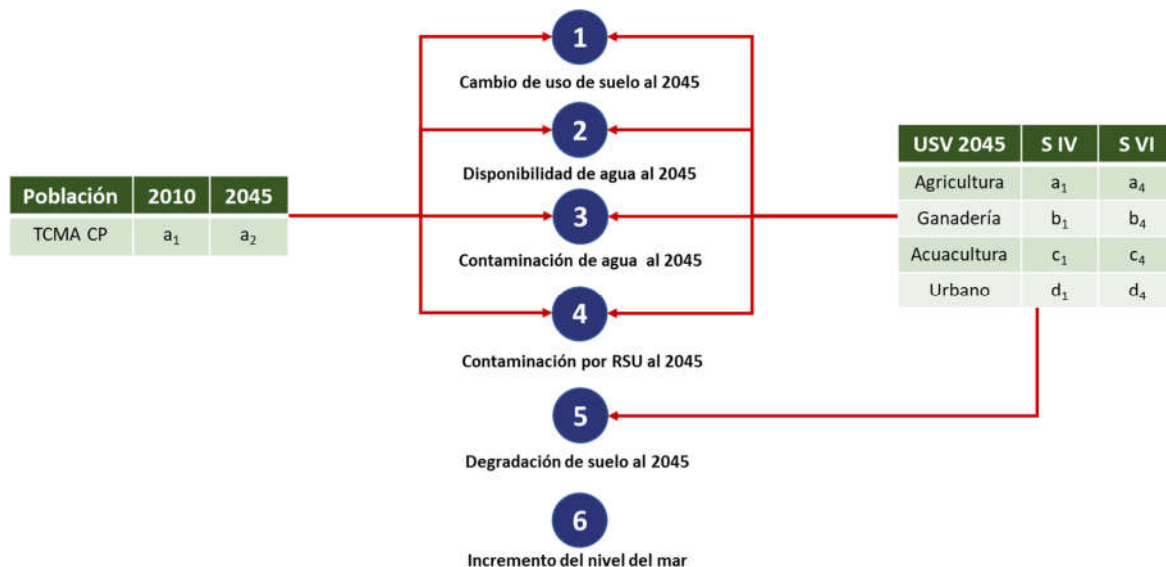 1
Cambio de uso de suelo al 2045
2
Disponibilidad de agua al 2045
3
Contaminación de agua al 2045
4
Contaminación por RSU al 2045
5
Degradación de suelo al 2045
6
Incremento del nivel del mar
Población 2010 2045
TCMA CP a₁ a₂
USV 2045 S IV S VI
Agricultura a₁ a₄
Ganadería b₁ b₄
Acuacultura c₁ c₄
Urbano d₁ d₄